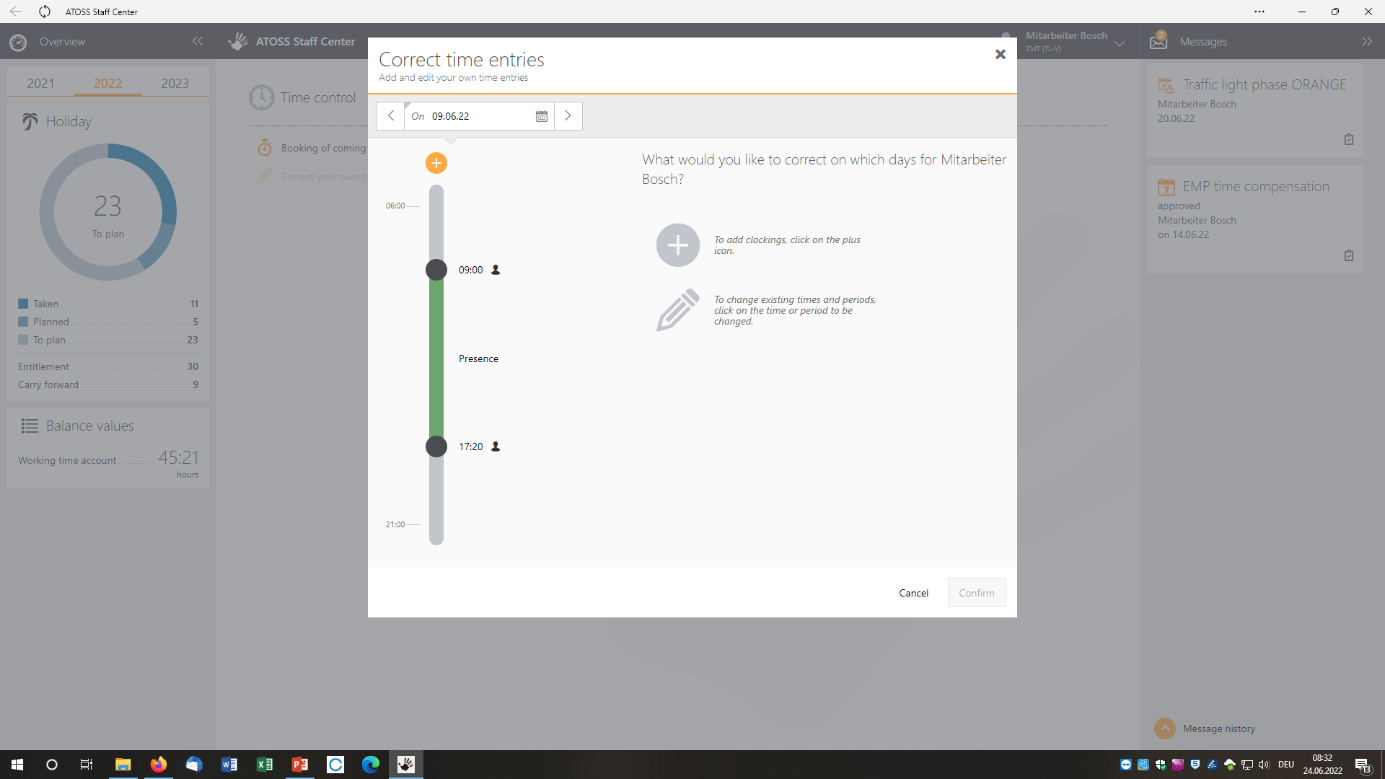 ATOSS Staff Center
Overview
2021 2022 2023
Holiday
23
To plan
Taken 11
Planned 5
To plan 23
Entitlement 30
Carry forward 9
Balance values
Working time account 45:21
hours
ATOSS Staff Center
Time control
Booking of coming
Correct your own
Correct time entries
Add and edit your own time entries
On 09.06.22
06:00
09:00
Presence
17:20
21:00
What would you like to correct on which days for Mitarbeiter
Bosch?
To add clockings, click on the plus
icon.
To change existing times and periods,
click on the time or period to be
changed.
Cancel
Confirm
Mitarbeiter Bosch
ZMT (TL-V)
2
Messages
Traffic light phase ORANGE
Mitarbeiter Bosch
20.06.22
7
EMP time compensation
approved
Mitarbeiter Bosch
on 14.06.22
Message history
DEU
08:32
24.06.2022
13